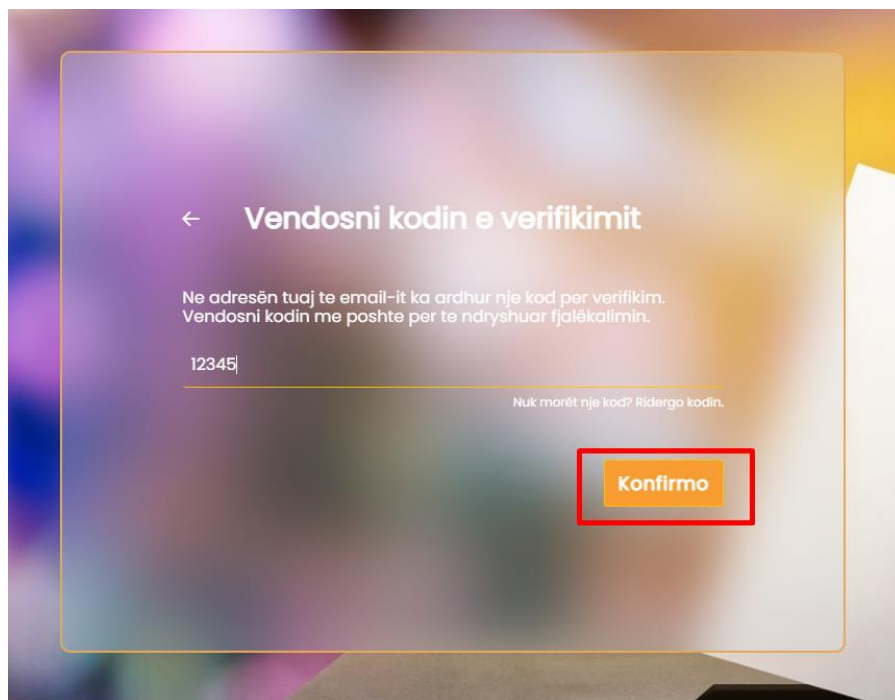 ← Vendosni kodin e verifikimit
Ne adresën tuaj te email-it ka ardhur nje kod per verifikim.
Vendosni kodin me poshte per te ndryshuar fjalëkalimin.
12345
Nuk morët nje kod? Ridergo kodin.
Konfirmo